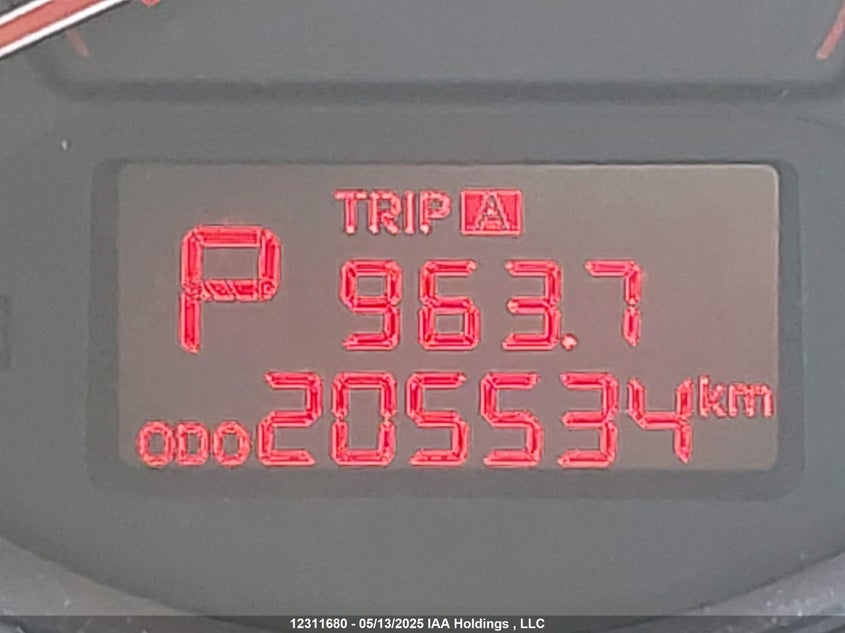 TRIP A
P 963.7
ODO 205534 km
12311680 - 05/13/2025 IAA Holdings , LLC